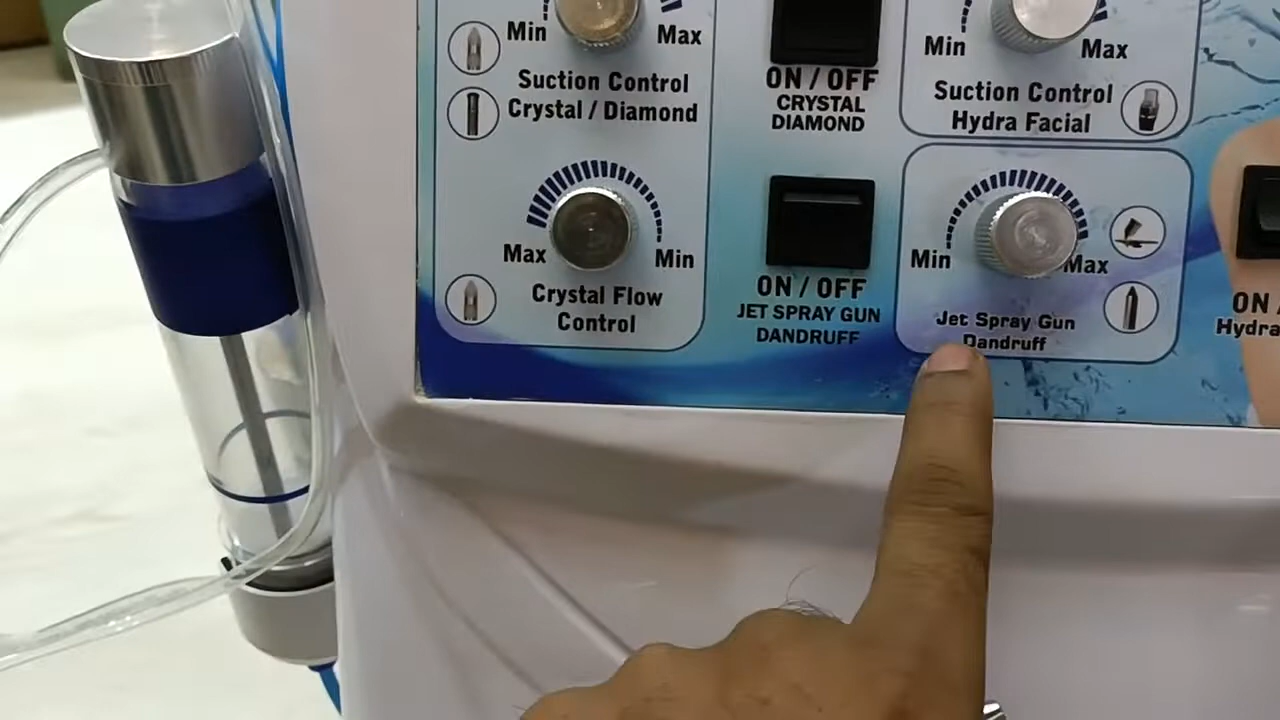 Min
Max
Suction Control
Crystal / Diamond
Max
Min
Crystal Flow
Control
ON / OFF
CRYSTAL
DIAMOND
ON / OFF
JET SPRAY GUN
DANDRUFF
Min
Max
Suction Control
Hydra Facial
Min
Max
Jet Spray Gun
Dandruff
ON /
Hydra